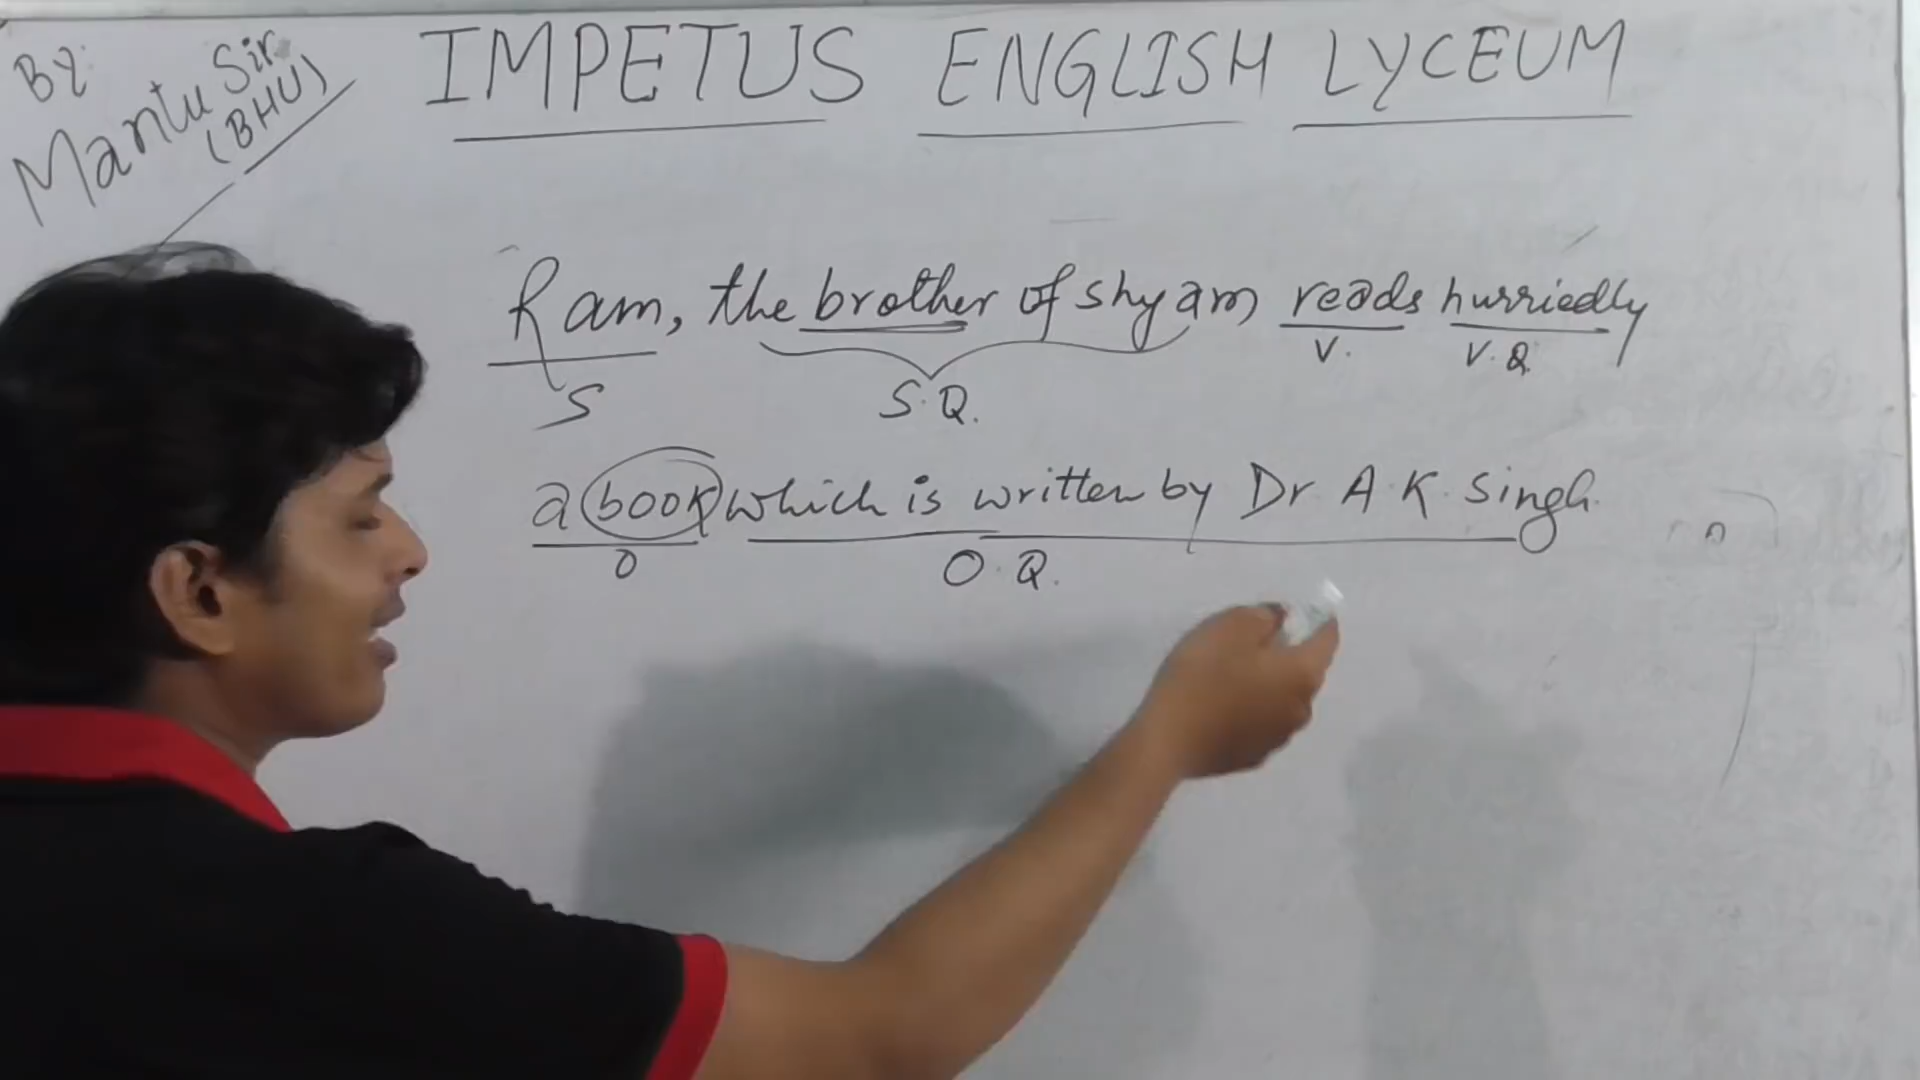 By:
Mantu Sir
(BHU)
IMPETUS ENGLISH LYCEUM
Ram, the brother of shyam reads hurriedly
S S.Q. V. V.Q
a book which is written by Dr A.K. Singh.
O O.Q.